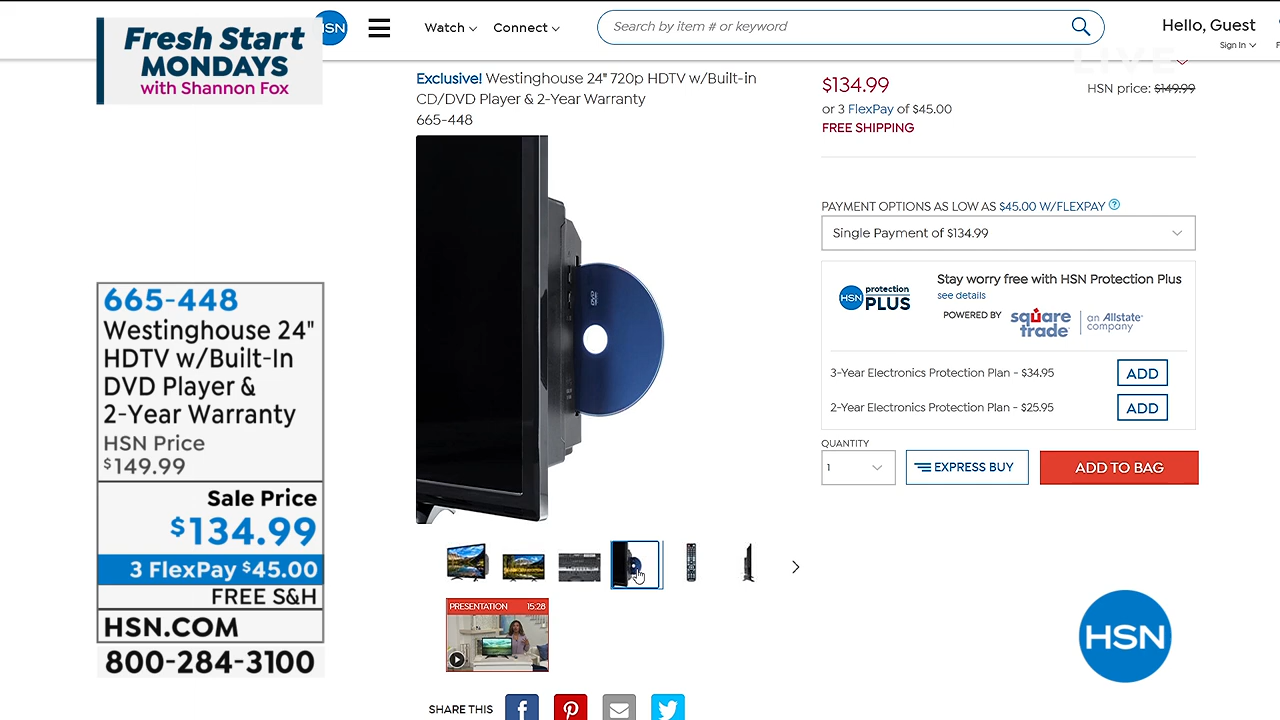 Fresh Start
MONDAYS
with Shannon Fox
HSN
Watch
Connect
Search by item # or keyword
Hello, Guest
Sign In
LIVE
Exclusive! Westinghouse 24" 720p HDTV w/Built-in
CD/DVD Player & 2-Year Warranty
665-448
$134.99
HSN price: $149.99
or 3 FlexPay of $45.00
FREE SHIPPING
PAYMENT OPTIONS AS LOW AS $45.00 W/FLEXPAY ?
Single Payment of $134.99
HSN protection PLUS
Stay worry free with HSN Protection Plus
see details
POWERED BY
square trade
an Allstate company
3-Year Electronics Protection Plan - $34.95
ADD
2-Year Electronics Protection Plan - $25.95
ADD
QUANTITY
1
EXPRESS BUY
ADD TO BAG
DVD
665-448
Westinghouse 24"
HDTV w/Built-In
DVD Player &
2-Year Warranty
HSN Price
$149.99
Sale Price
$134.99
3 FlexPay $45.00
FREE S&H
HSN.COM
800-284-3100
PRESENTATION 15:28
HSN
SHARE THIS